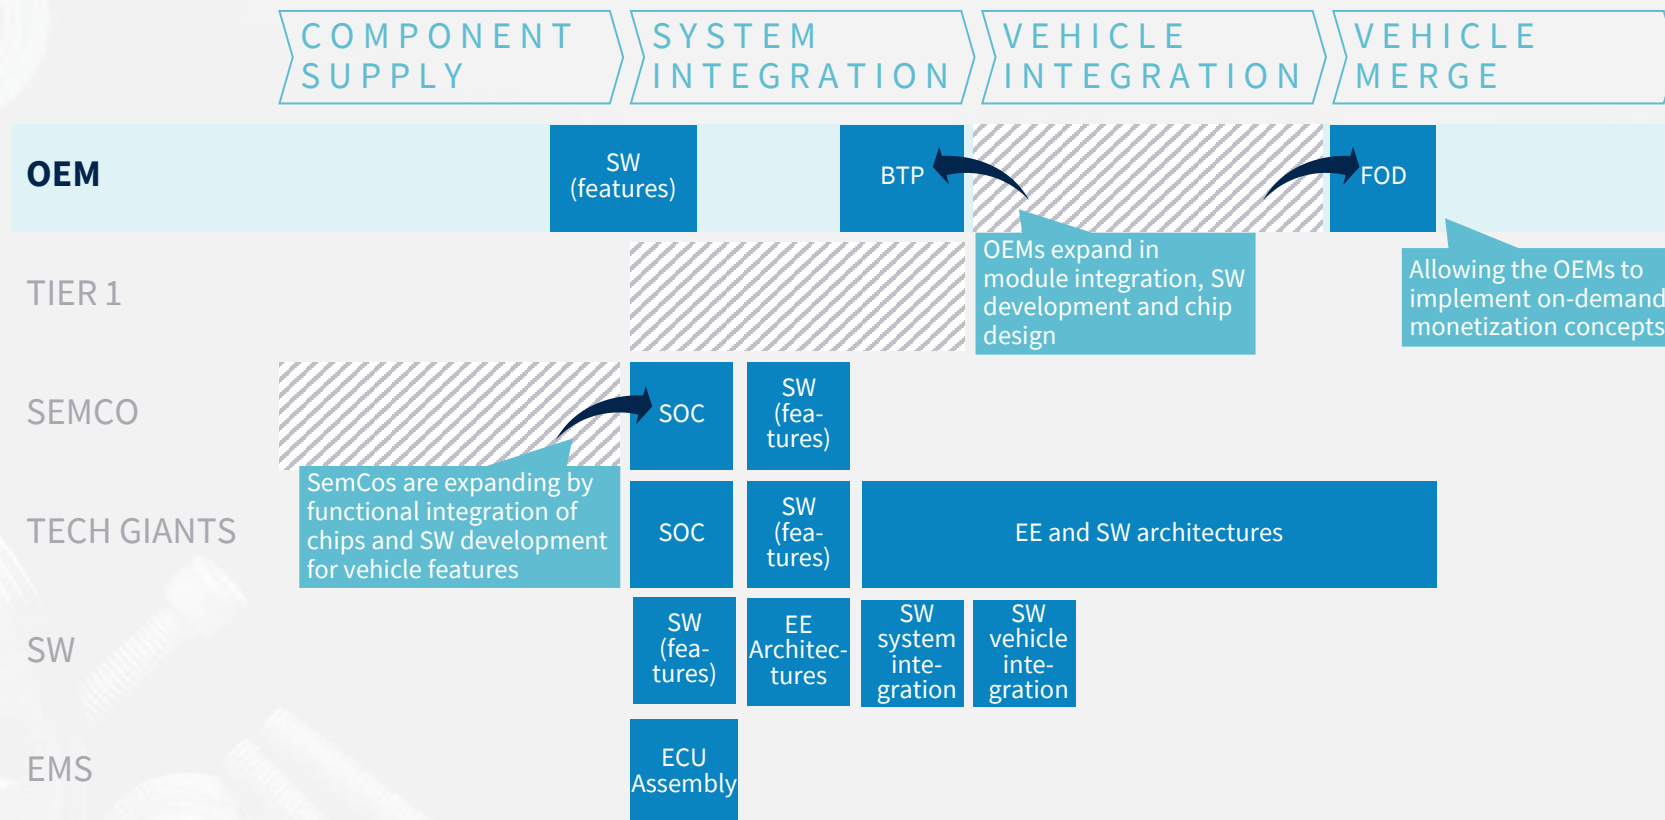 COMPONENT
SUPPLY
SYSTEM
INTEGRATION
VEHICLE
INTEGRATION
VEHICLE
MERGE
OEM
SW
(features)
BTP
FOD
OEMs expand in
module integration, SW
development and chip
design
Allowing the OEMs to
implement on-demand
monetization concepts
TIER 1
SEMCO
SOC
SW
(fea-
tures)
SemCos are expanding by
functional integration of
chips and SW development
for vehicle features
TECH GIANTS
SOC
SW
(fea-
tures)
EE and SW architectures
SW
SW
(fea-
tures)
EE
Architec-
tures
SW
system
inte-
gration
SW
vehicle
inte-
gration
EMS
ECU
Assembly